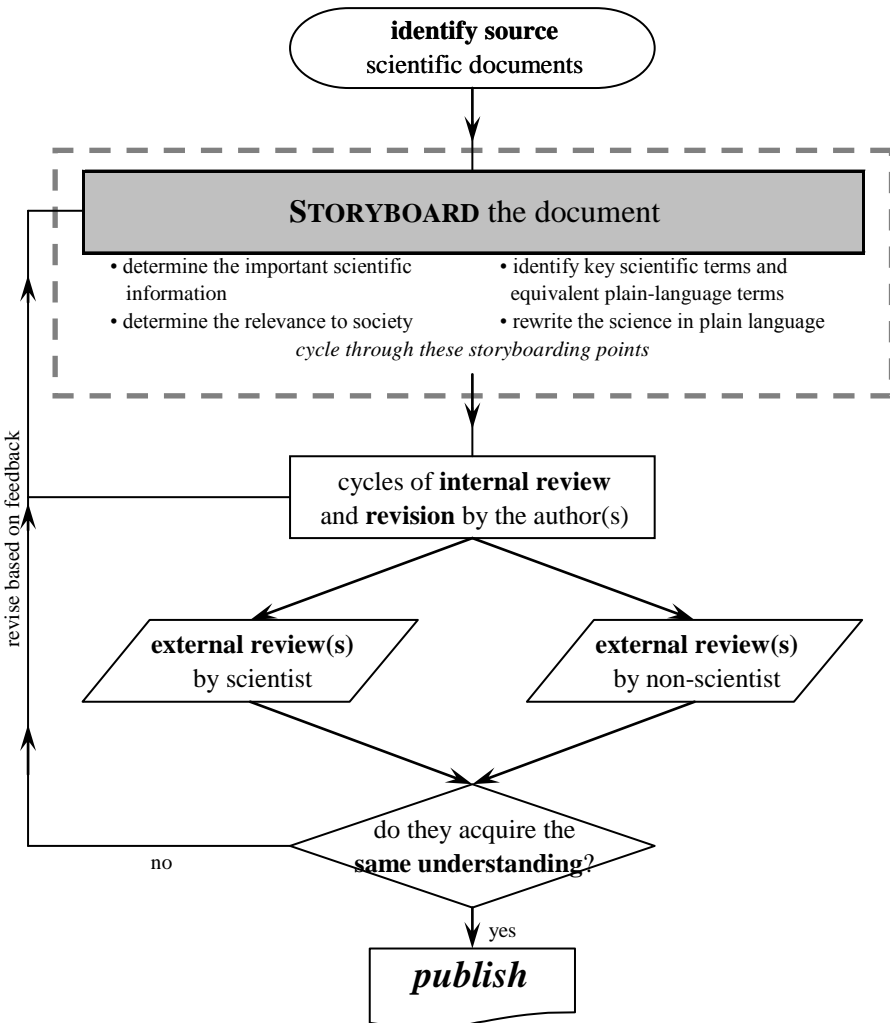 identify source
scientific documents
STORYBOARD the document
• determine the important scientific
information
• determine the relevance to society
• identify key scientific terms and
equivalent plain-language terms
• rewrite the science in plain language
cycle through these storyboarding points
revise based on feedback
cycles of internal review
and revision by the author(s)
external review(s)
by scientist
external review(s)
by non-scientist
do they acquire the
same understanding?
no
yes
publish